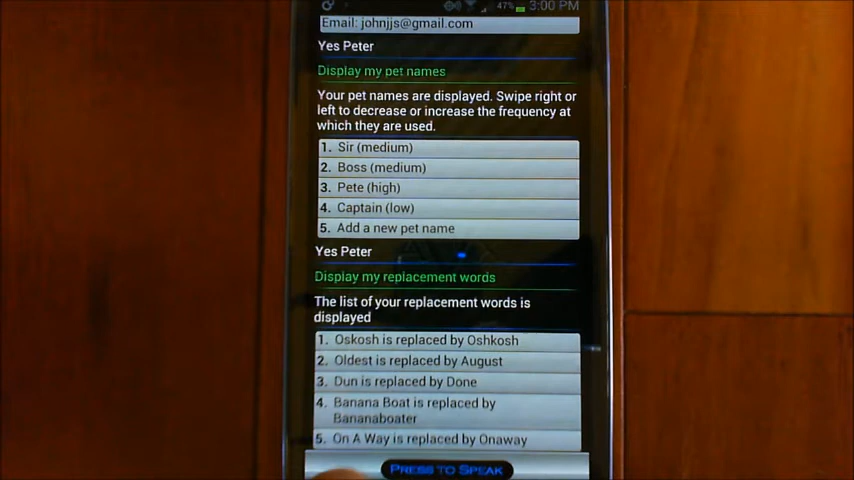 47% 3:00 PM
Email: johnjjs@gmail.com
Yes Peter
Display my pet names
Your pet names are displayed. Swipe right or
left to decrease or increase the frequency at
which they are used.
1. Sir (medium)
2. Boss (medium)
3. Pete (high)
4. Captain (low)
5. Add a new pet name
Yes Peter
Display my replacement words
The list of your replacement words is
displayed
1. Oskosh is replaced by Oshkosh
2. Oldest is replaced by August
3. Dun is replaced by Done
4. Banana Boat is replaced by
Bananaboater
5. On A Way is replaced by Onaway
PRESS TO SPEAK